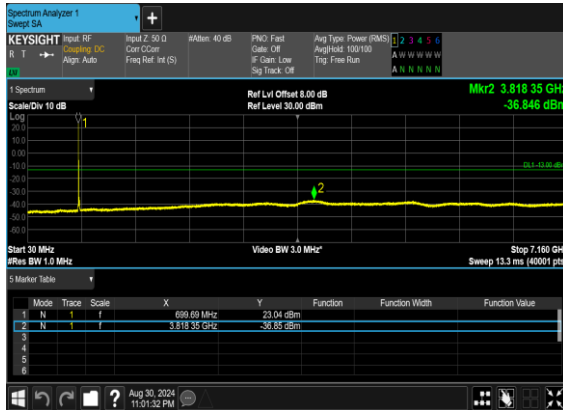 Spectrum Analyzer 1
Swept SA
+
KEYSIGHT Input: RF Input Z: 50 Ω #Atten: 40 dB PNO: Fast Avg Type: Power (RMS) 1 2 3 4 5 6
R T Coupling: DC Corr CCorr Gate: Off Avg|Hold: 100/100 A W W W W W
Align: Auto Freq Ref: Int (S) IF Gain: Low Trig: Free Run
Sig Track: Off A N N N N N
1 Spectrum Ref Lvl Offset 8.00 dB Mkr2 3.818 35 GHz
Scale/Div 10 dB Ref Level 30.00 dBm -36.846 dBm
Log
1
20.0
10.0
0.00
-10.0
DL1 -13.00 dBm
-20.0
-30.0
2
-40.0
-50.0
-60.0
Start 30 MHz Video BW 3.0 MHz* Stop 7.160 GHz
#Res BW 1.0 MHz Sweep 13.3 ms (40001 pts)
5 Marker Table
Mode Trace Scale X Y Function Function Width Function Value
1 N 1 f 699.69 MHz 23.04 dBm
2 N 1 f 3.818 35 GHz -36.85 dBm
3
4
5
6
? Aug 30, 2024
11:01:32 PM